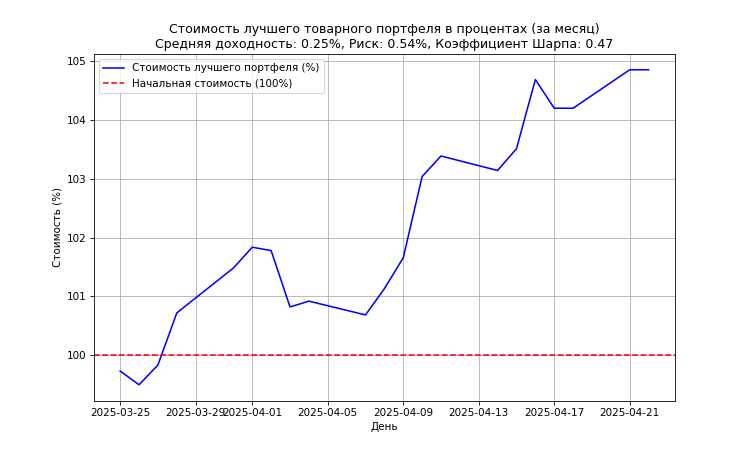 Стоимость лучшего товарного портфеля в процентах (за месяц)
Средняя доходность: 0.25%, Риск: 0.54%, Коэффициент Шарпа: 0.47
Стоимость лучшего портфеля (%)
Начальная стоимость (100%)
Стоимость (%)
105
104
103
102
101
100
2025-03-25 2025-03-29 2025-04-01 2025-04-05 2025-04-09 2025-04-13 2025-04-17 2025-04-21
День